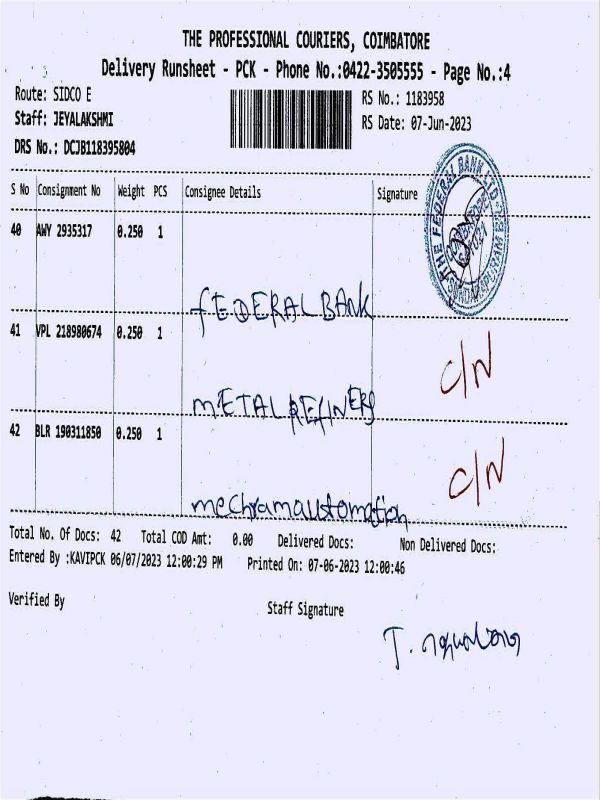 THE PROFESSIONAL COURIERS, COIMBATORE
Delivery Runsheet - PCK - Phone No.:0422-3505555 - Page No.:4
Route: SIDCO E
RS No.: 1183958
Staff: JEYALAKSHMI
RS Date: 07-Jun-2023
DRS No.: DCJB118395804
S No Consignment No Weight PCS Consignee Details Signature
THE FEDERAL BANK LTD
40 AWY 2935317 0.250 1
FEDERAL BANK
41 VPL 218980674 0.250 1
C/N
METAL REFINERS
42 BLR 190311850 0.250 1
C/N
mechramautomation
Total No. Of Docs: 42 Total COD Amt: 0.00 Delivered Docs: Non Delivered Docs:
Entered By :KAVIPCK 06/07/2023 12:00:29 PM Printed On: 07-06-2023 12:00:46
Verified By Staff Signature